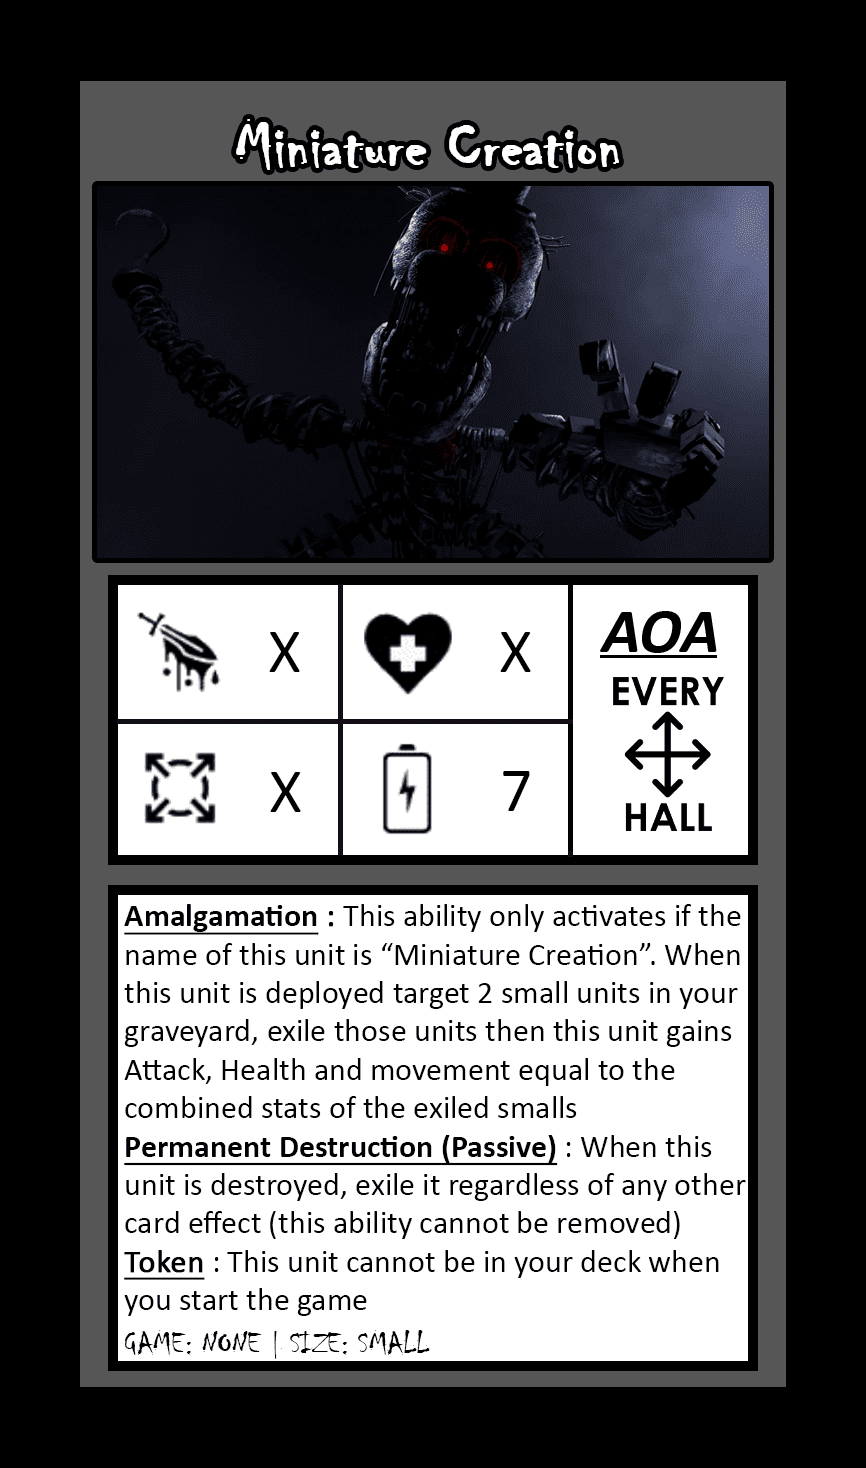 Miniature Creation
X
X
AOA
EVERY
HALL
X
7
Amalgamation : This ability only activates if the
name of this unit is “Miniature Creation”. When
this unit is deployed target 2 small units in your
graveyard, exile those units then this unit gains
Attack, Health and movement equal to the
combined stats of the exiled smalls
Permanent Destruction (Passive) : When this
unit is destroyed, exile it regardless of any other
card effect (this ability cannot be removed)
Token : This unit cannot be in your deck when
you start the game
GAME: NONE | SIZE: SMALL